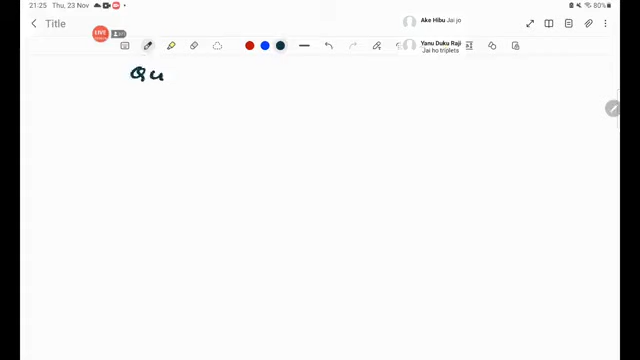 21:25 Thu, 23 Nov
80%
Title
Ake Hibu Jai jo
LIVE
Yanu Duku Raji
Jai ho tripleta
Qu